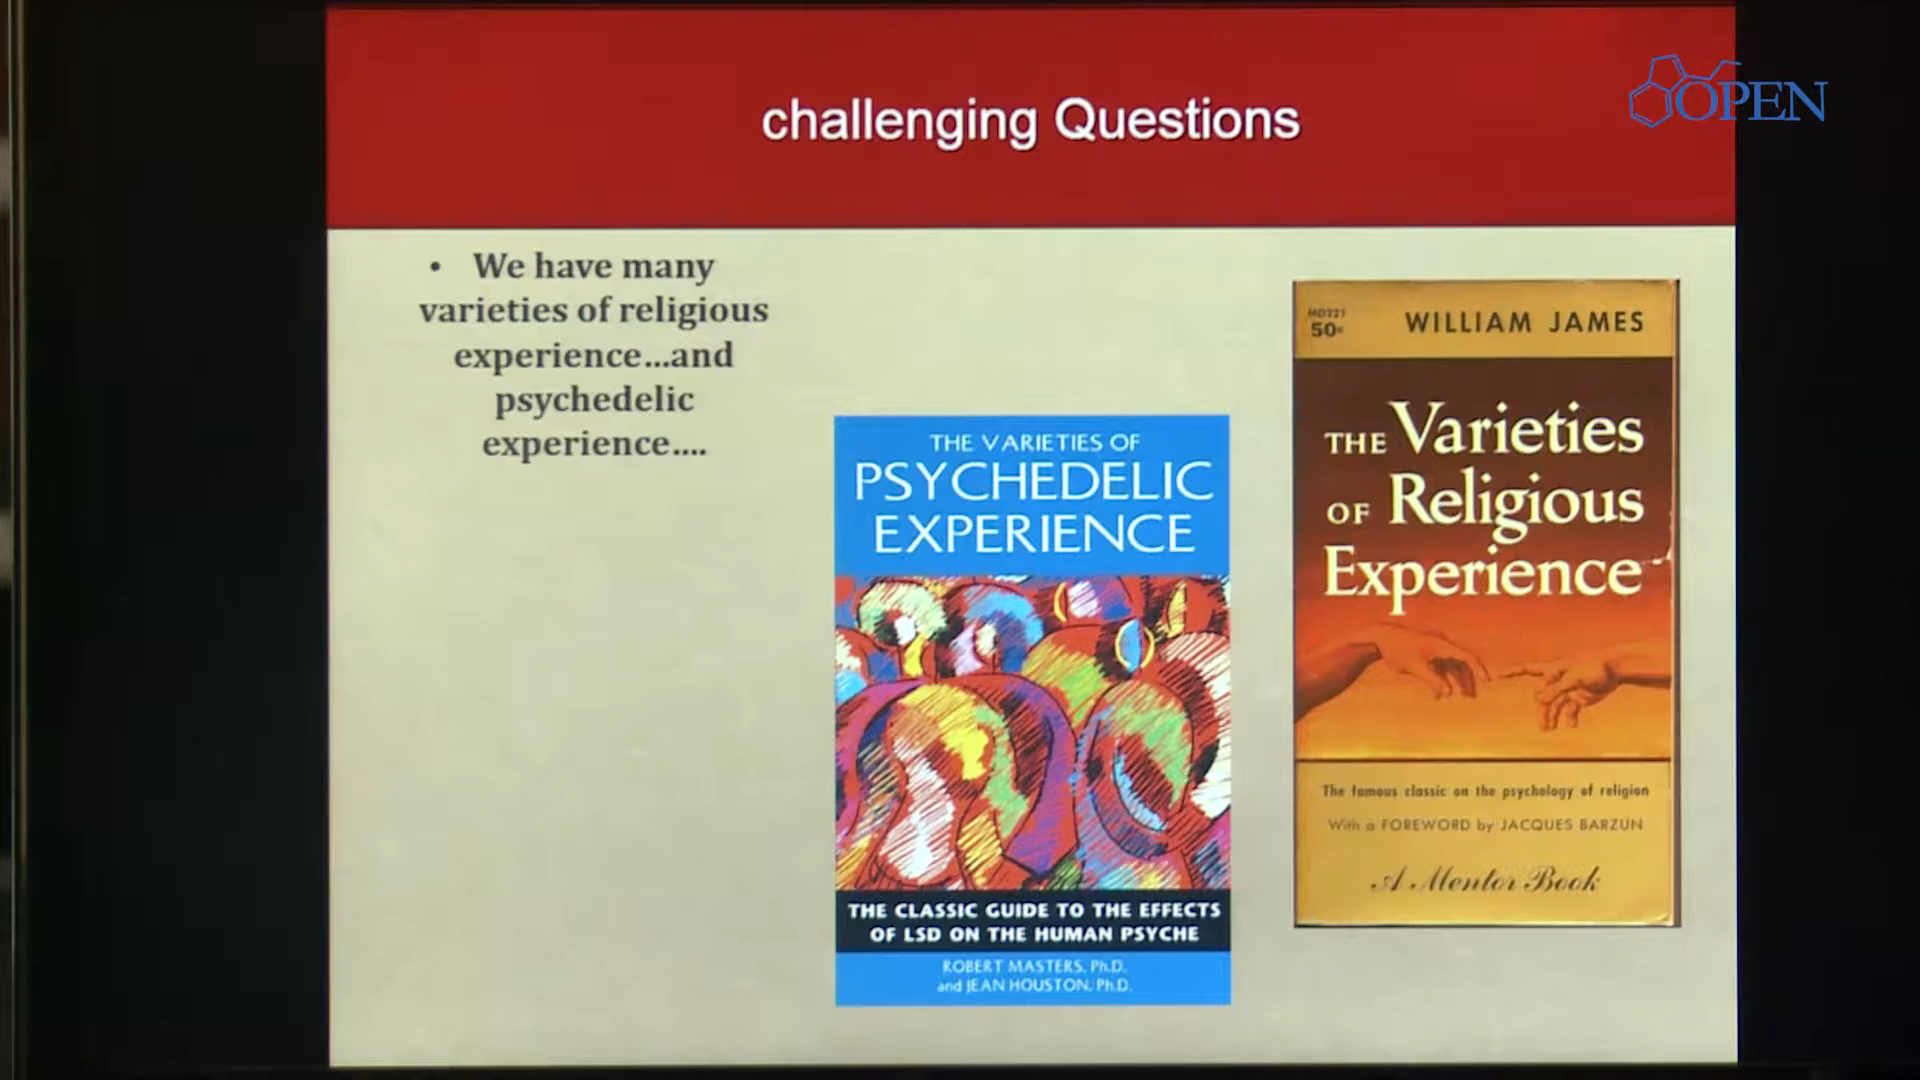 challenging Questions
OPEN
• We have many
varieties of religious
experience...and
psychedelic
experience....
THE VARIETIES OF
PSYCHEDELIC
EXPERIENCE
THE CLASSIC GUIDE TO THE EFFECTS
OF LSD ON THE HUMAN PSYCHE
ROBERT MASTERS, Ph.D.
and JEAN HOUSTON, Ph.D.
MD221
50¢
WILLIAM JAMES
THE Varieties
OF Religious
Experience
The famous classic on the psychology of religion
With a FOREWORD by JACQUES BARZUN
A Mentor Book